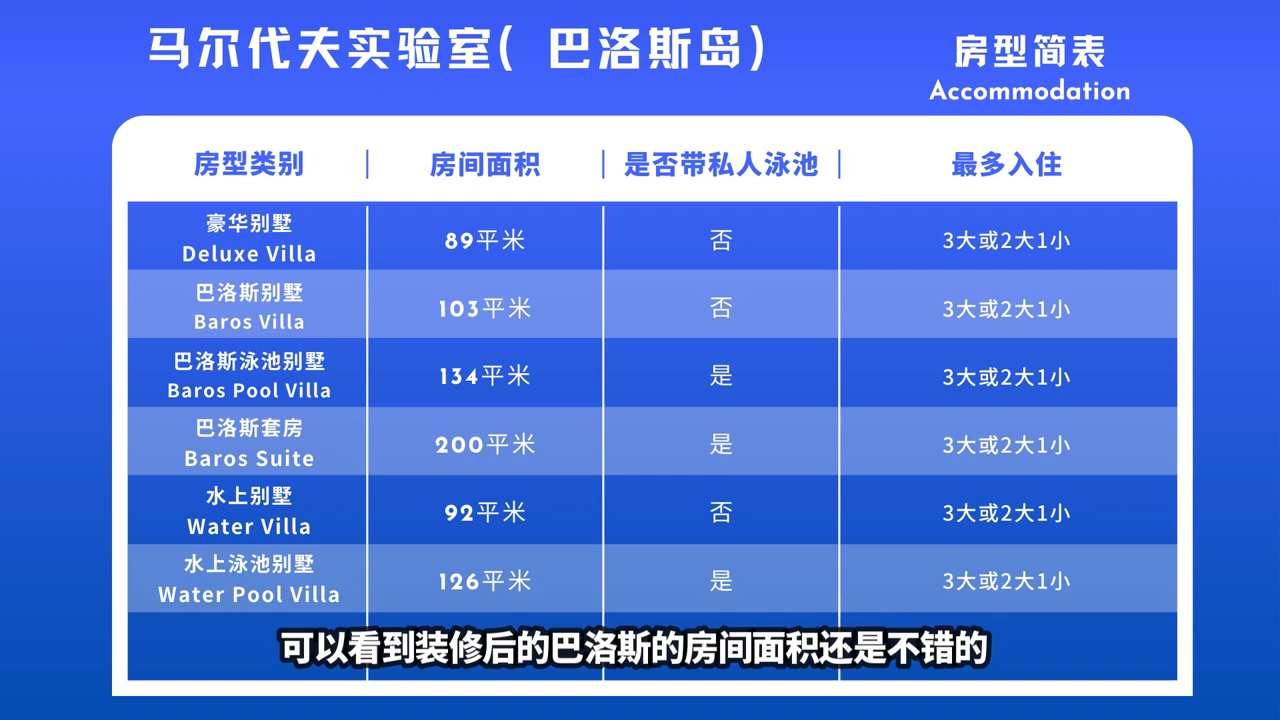 马尔代夫实验室( 巴洛斯岛)
房型简表
Accommodation
房型类别 | 房间面积 | 是否带私人泳池 | 最多入住
豪华别墅
Deluxe Villa
89平米
否
3大或2大1小
巴洛斯别墅
Baros Villa
103平米
否
3大或2大1小
巴洛斯泳池别墅
Baros Pool Villa
134平米
是
3大或2大1小
巴洛斯套房
Baros Suite
200平米
是
3大或2大1小
水上别墅
Water Villa
92平米
否
3大或2大1小
水上泳池别墅
Water Pool Villa
126平米
是
3大或2大1小
可以看到装修后的巴洛斯的房间面积还是不错的